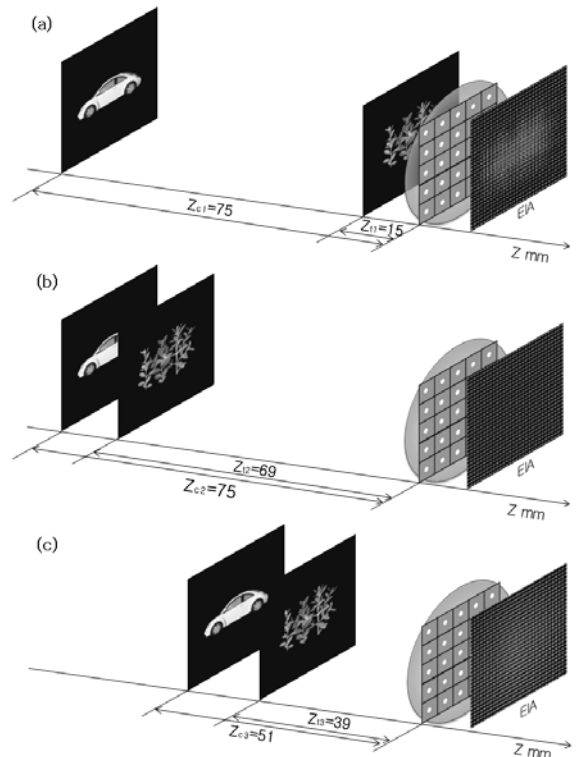 (a)
Zc1=75
Zt1=15
EIA
Z mm
(b)
Zt2=69
Zc2=75
EIA
Z mm
(c)
Zt3=39
Zc3=51
EIA
Z mm